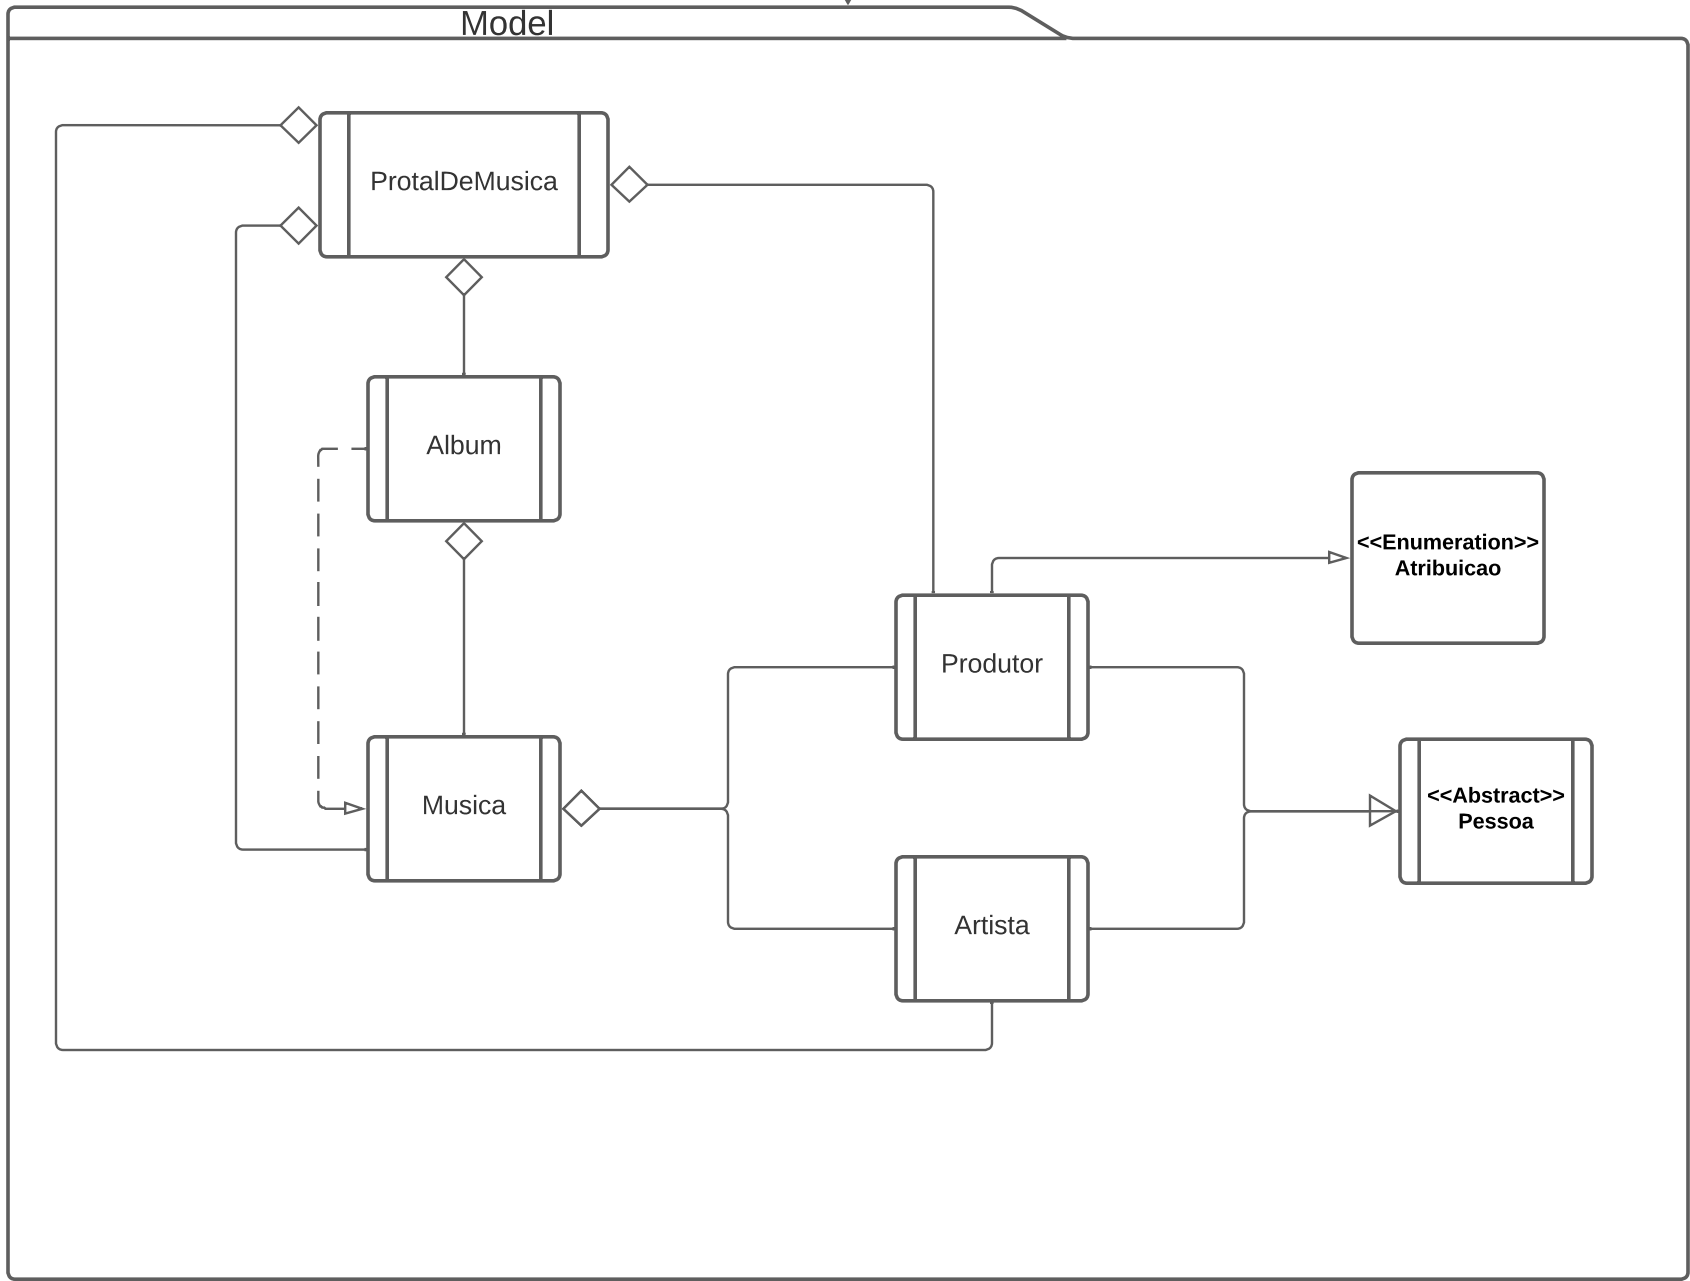 Model
ProtalDeMusica
Album
<<Enumeration>>
Atribuicao
Produtor
Musica
<<Abstract>>
Pessoa
Artista